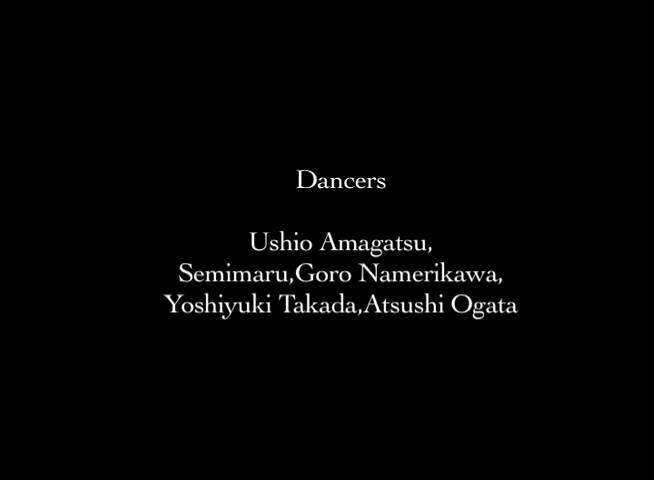 Dancers
Ushio Amagatsu,
Semimaru,Goro Namerikawa,
Yoshiyuki Takada,Atsushi Ogata